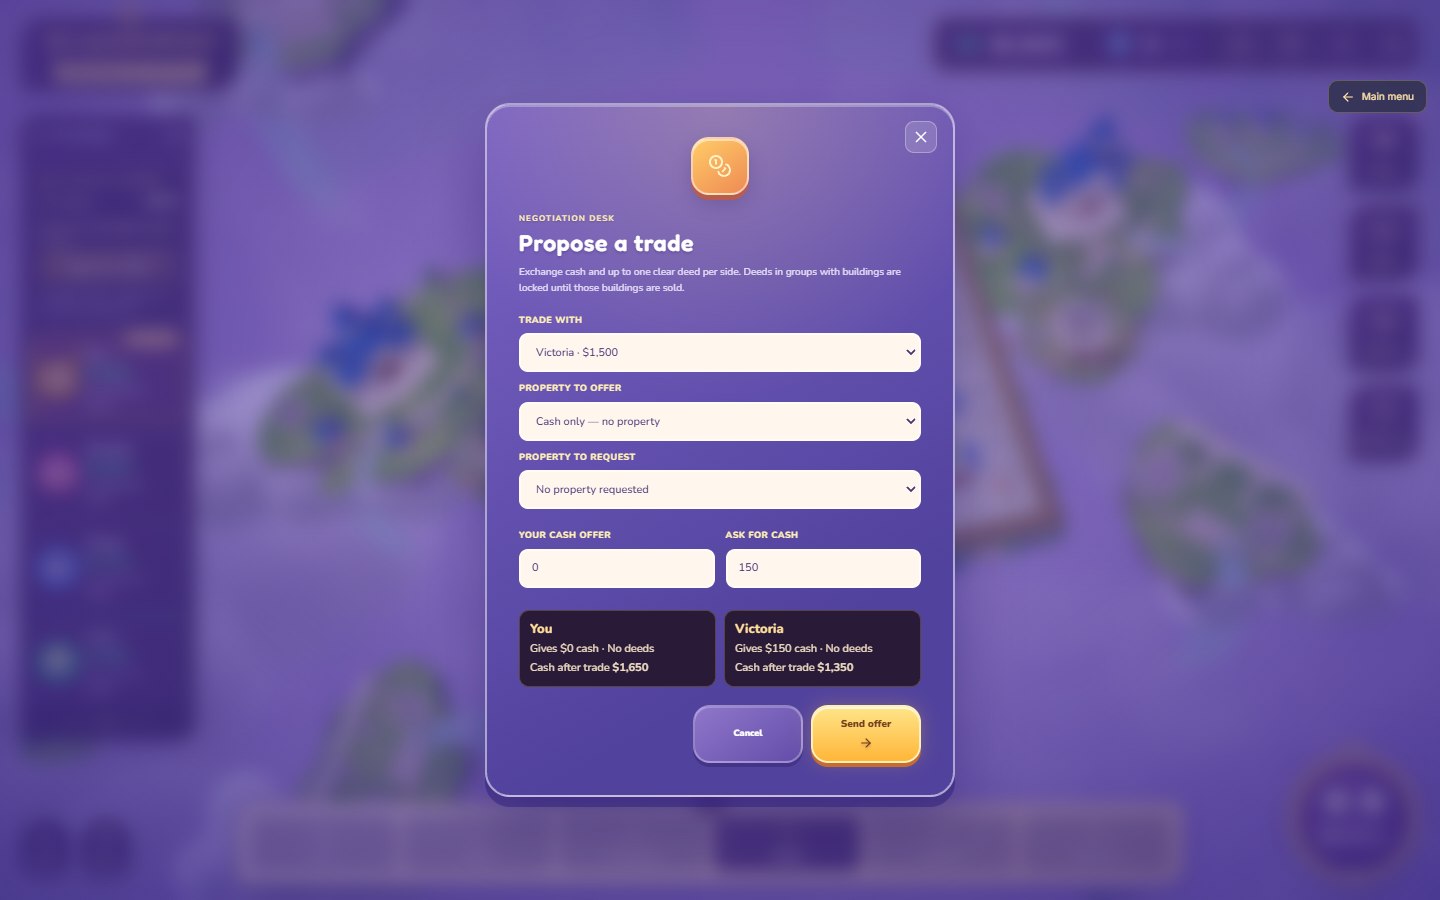 Main menu
NEGOTIATION DESK
Propose a trade
Exchange cash and up to one clear deed per side. Deeds in groups with buildings are
locked until those buildings are sold.
TRADE WITH
Victoria · $1,500
PROPERTY TO OFFER
Cash only — no property
PROPERTY TO REQUEST
No property requested
YOUR CASH OFFER
ASK FOR CASH
0
150
You
Gives $0 cash · No deeds
Cash after trade $1,650
Victoria
Gives $150 cash · No deeds
Cash after trade $1,350
Cancel
Send offer